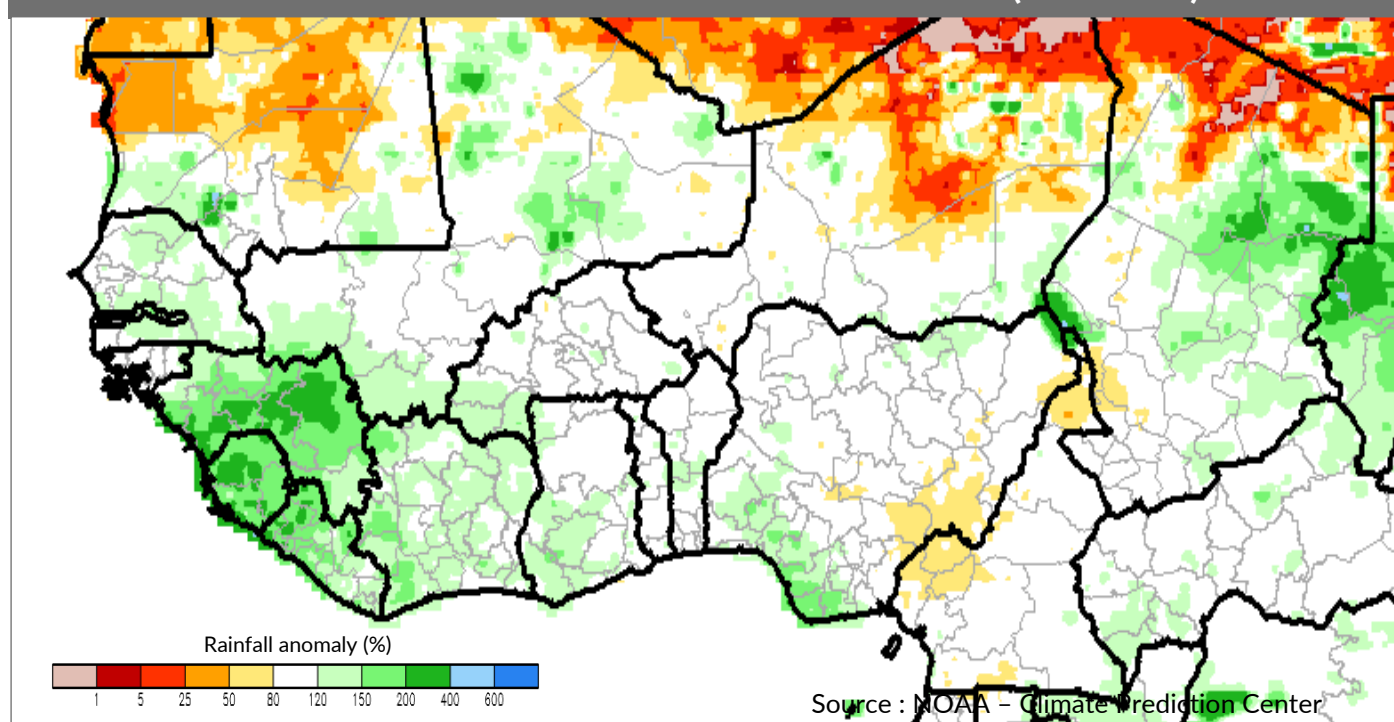 Rainfall anomaly (%)
1 5 25 50 80 120 150 200 400 600
Source : NOAA – Climate Prediction Center